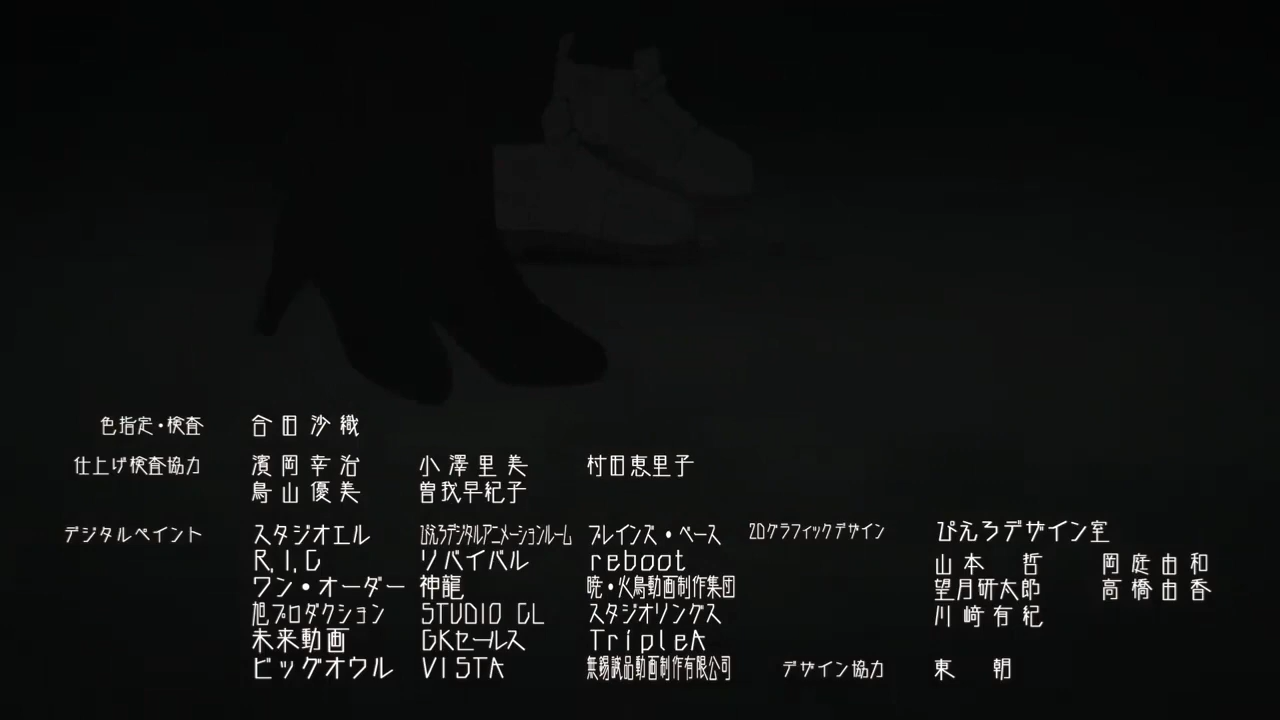 色指定・検査 合田沙織
仕上げ検査協力 濱岡幸治 小澤里美 村田恵里子
鳥山優美 曽我早紀子
デジタルペイント スタジオエル ぴえろデジタルアニメーションルーム ブレインズ・ベース 2Dグラフィックデザイン ぴえろデザイン室
R.I.C リバイバル reboot 山本 哲 岡庭由和
ワン・オーダー 神龍 暁・火鳥動画制作集団 望月研太郎 高橋由香
旭プロダクション STUDIO CL スタジオリングス 川﨑有紀
未来動画 GKセールス TripleA
ビッグオウル VISTA 無錫誠品動画制作有限公司 デザイン協力 東 朝